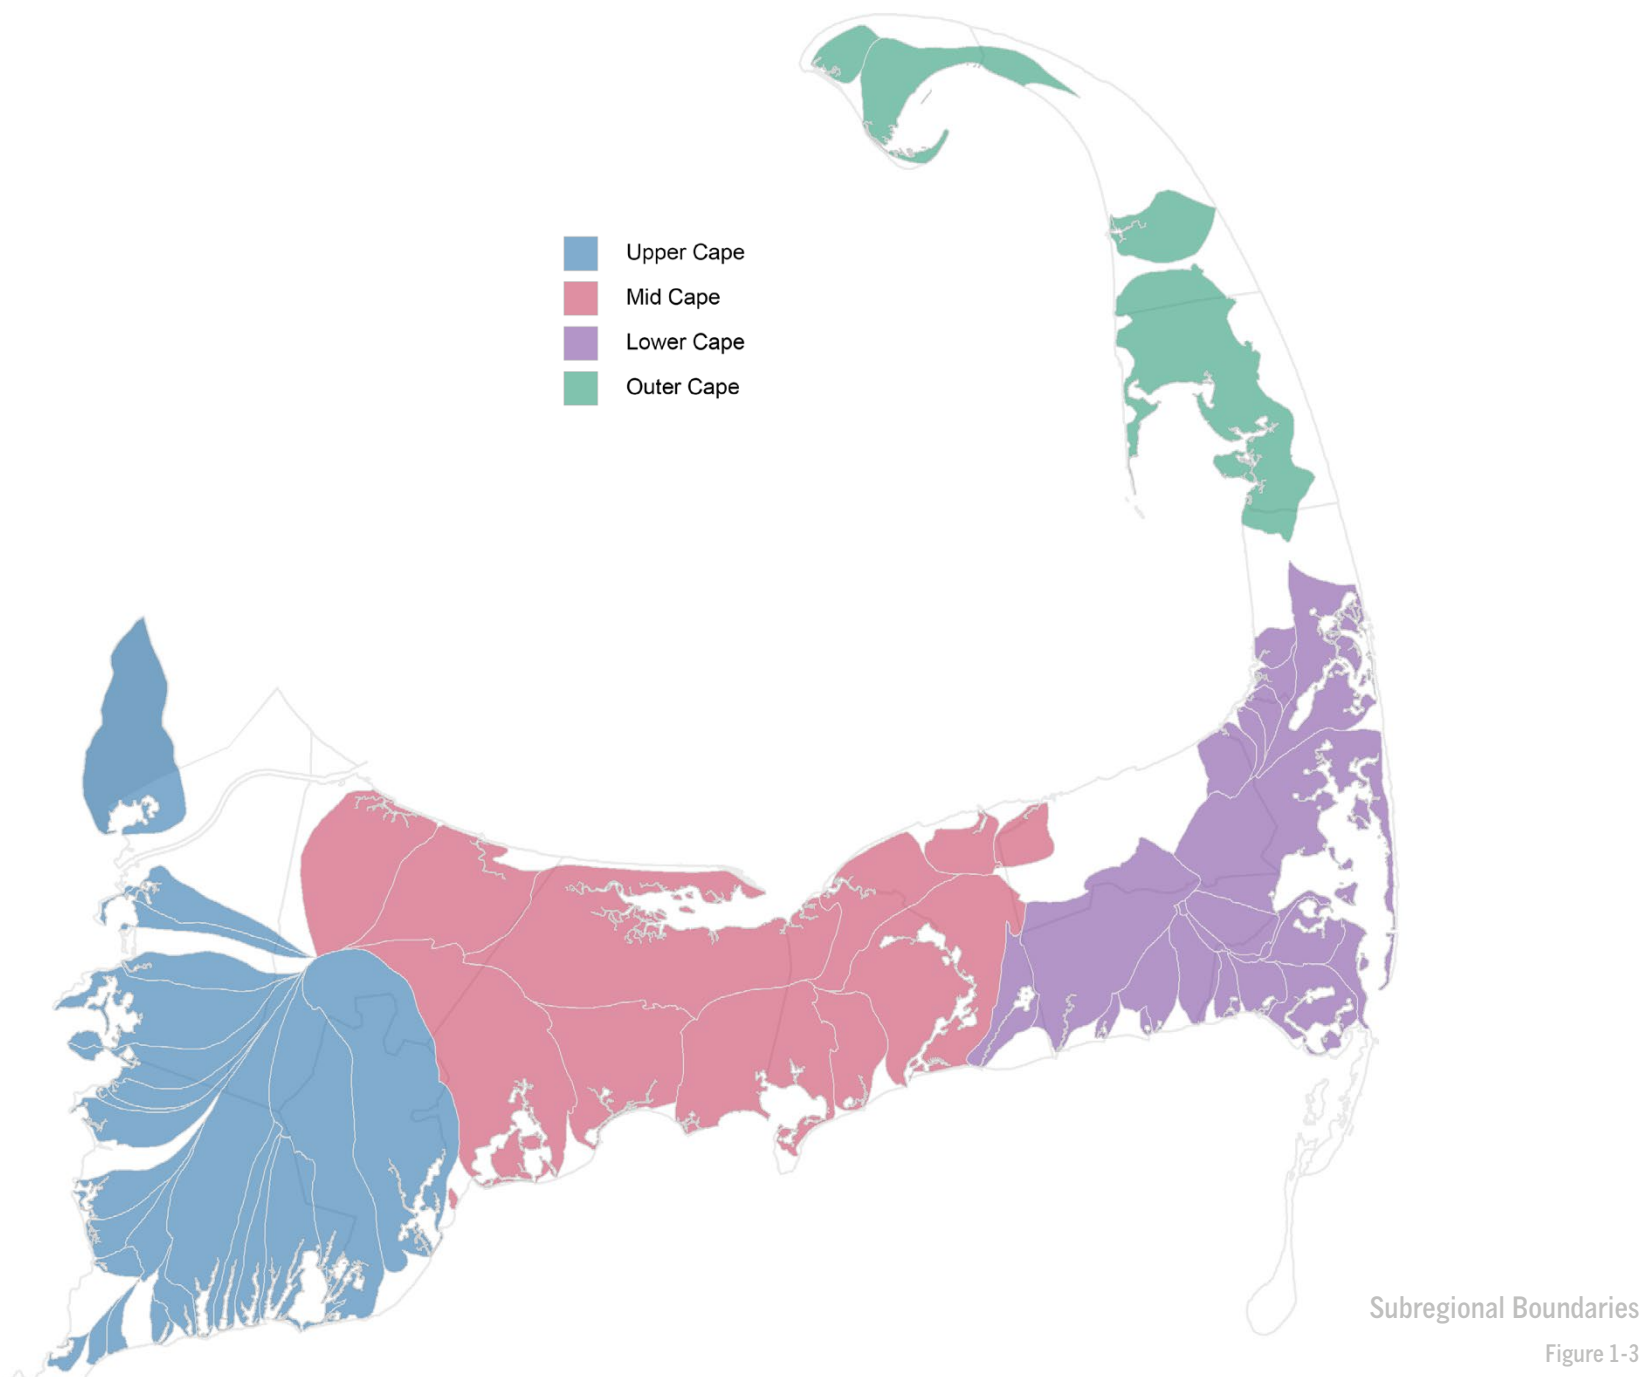 Upper Cape
Mid Cape
Lower Cape
Outer Cape
Subregional Boundaries
Figure 1-3